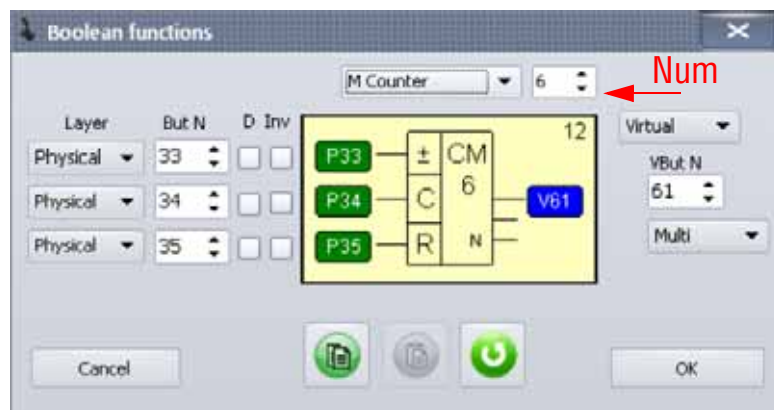 Boolean functions
M Counter 6 Num
Layer But N D Inv
Physical 33
Physical 34
Physical 35
12
P33 ± CM
6
P34 C V61
P35 R N
Virtual
VBut N
61
Multi
Cancel OK